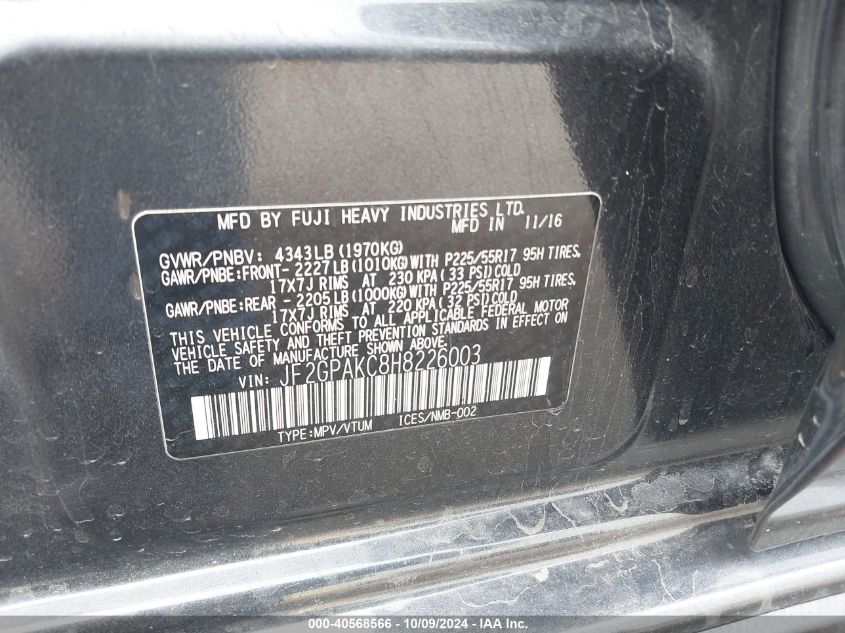 MFD BY FUJI HEAVY INDUSTRIES LTD.
MFD IN 11/16
GVWR/PNBV: 4343LB (1970KG)
GAWR/PNBE:FRONT- 2227LB (1010KG) WITH P225/55R17 95H TIRES,
17X7J RIMS AT 230 KPA (33 PSI) COLD
GAWR/PNBE:REAR - 2205LB (1000KG) WITH P225/55R17 95H TIRES,
17X7J RIMS AT 220 KPA (32 PSI) COLD
THIS VEHICLE CONFORMS TO ALL APPLICABLE FEDERAL MOTOR
VEHICLE SAFETY AND THEFT PREVENTION STANDARDS IN EFFECT
ON THE DATE OF MANUFACTURE SHOWN ABOVE.
VIN: JF2GPAKC8H8226003
TYPE:MPV/VTUM ICES/NMB-002
000-40568566 - 10/09/2024 - IAA Inc.